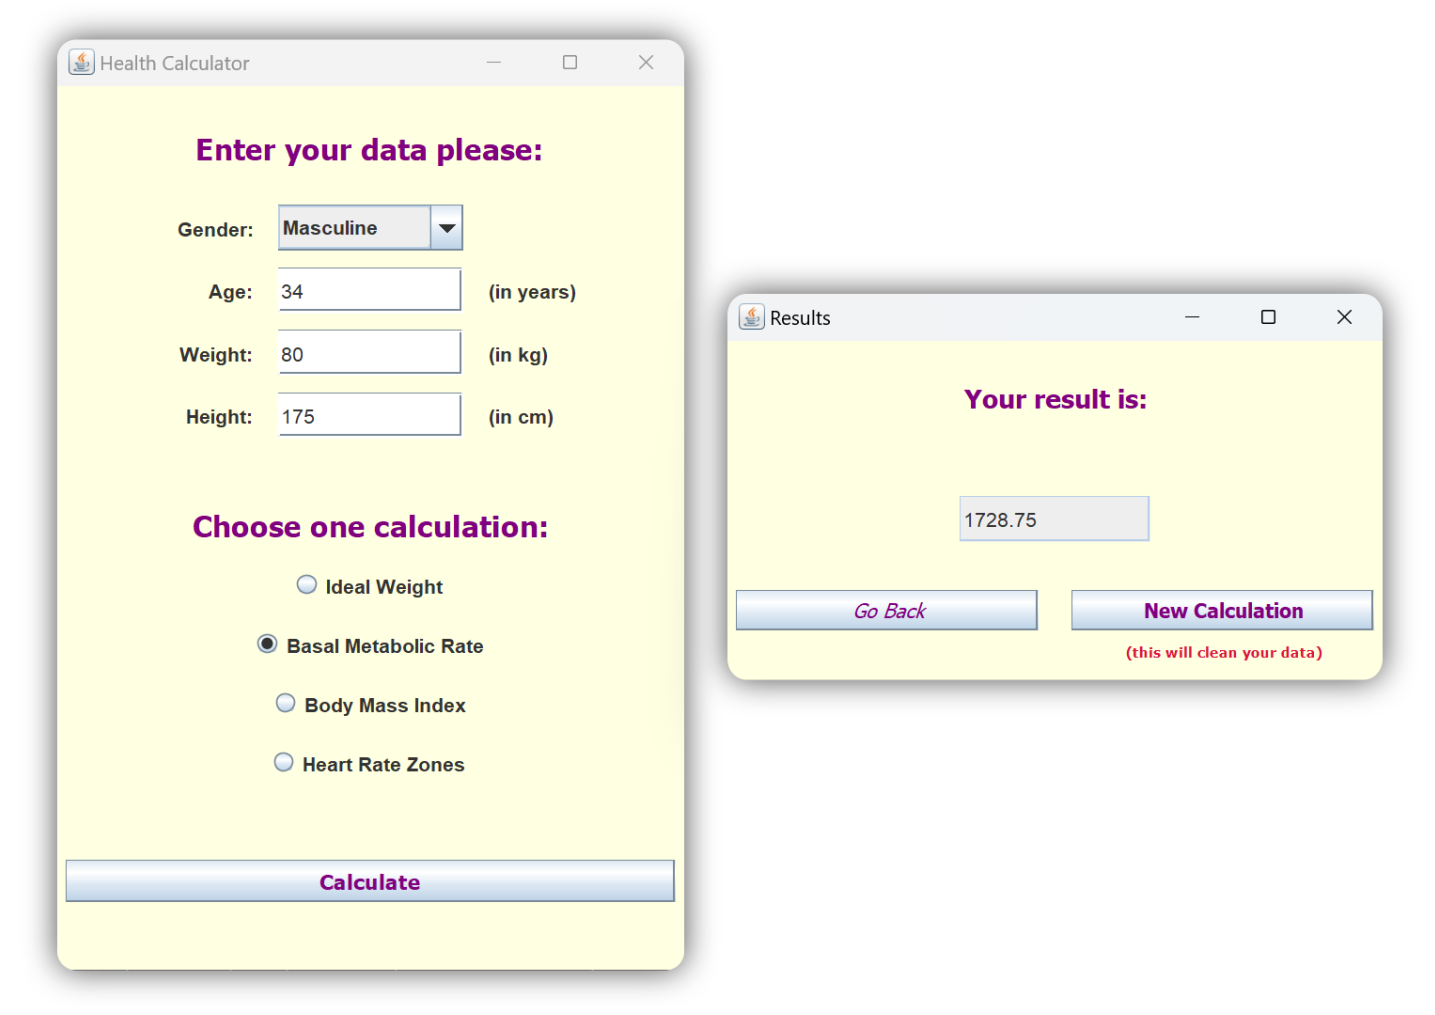 Health Calculator
Enter your data please:
Gender: Masculine
Age: 34 (in years)
Weight: 80 (in kg)
Height: 175 (in cm)
Choose one calculation:
Ideal Weight
Basal Metabolic Rate
Body Mass Index
Heart Rate Zones
Calculate
Results
Your result is:
1728.75
Go Back New Calculation
(this will clean your data)